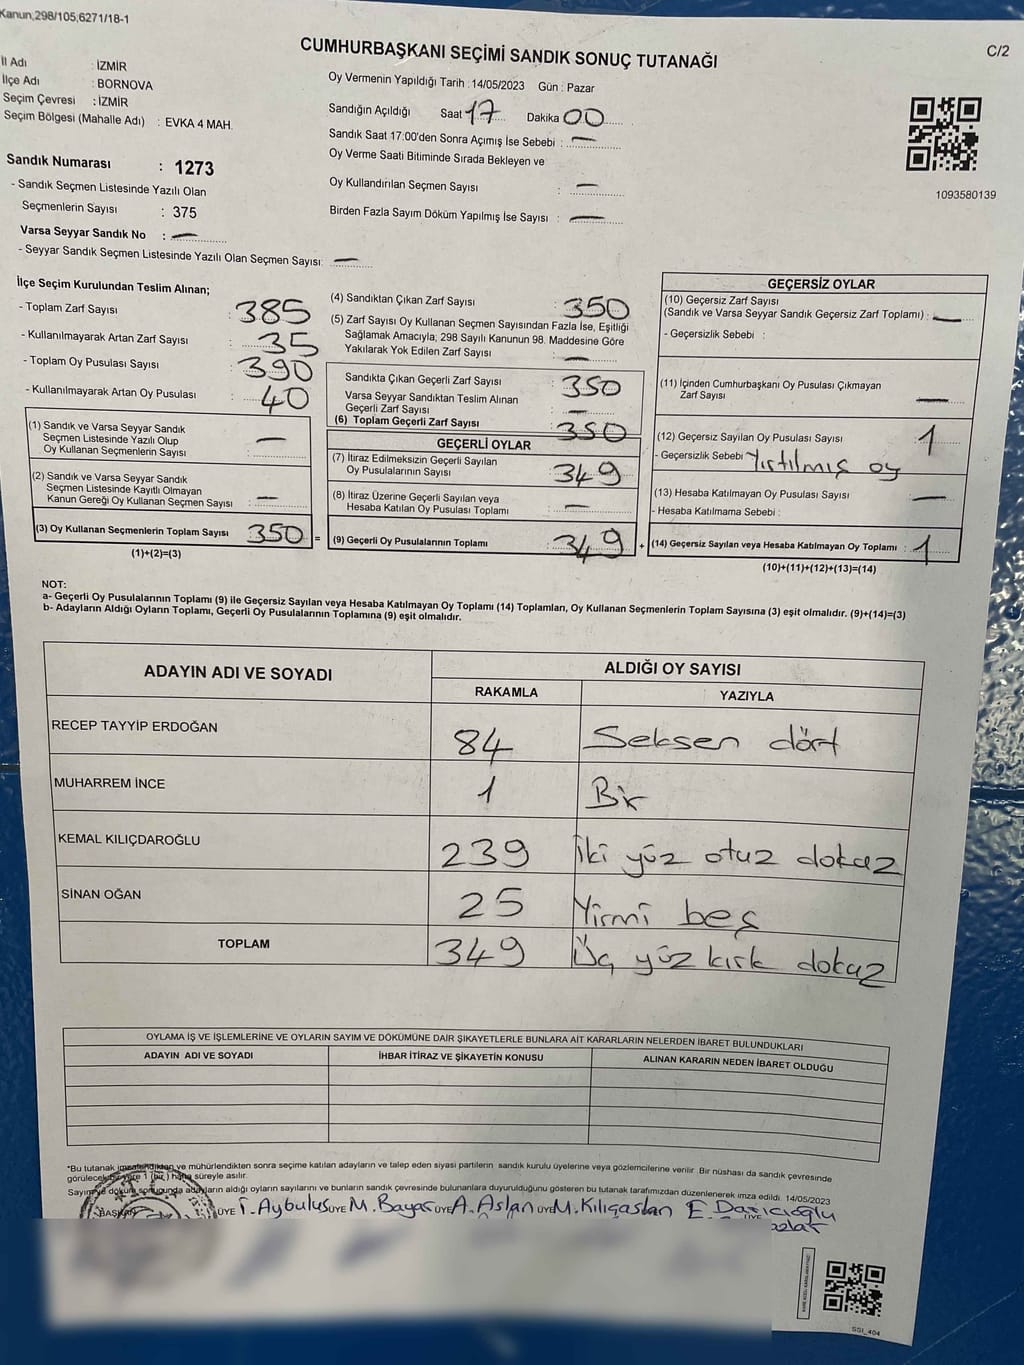 Kanun,298/105,6271/18-1
C/2
CUMHURBAŞKANI SEÇİMİ SANDIK SONUÇ TUTANAĞI
İl Adı : İZMİR
İlçe Adı : BORNOVA
Seçim Çevresi : İZMİR
Seçim Bölgesi (Mahalle Adı) : EVKA 4 MAH.
Oy Vermenin Yapıldığı Tarih : 14/05/2023 Gün : Pazar
Sandığın Açıldığı Saat 17 Dakika 00
Sandık Saat 17:00'den Sonra Açımış İse Sebebi : —
Oy Verme Saati Bitiminde Sırada Bekleyen ve
Oy Kullandırılan Seçmen Sayısı : —
Birden Fazla Sayım Döküm Yapılmış İse Sayısı : —
1093580139
Sandık Numarası : 1273
- Sandık Seçmen Listesinde Yazılı Olan
Seçmenlerin Sayısı : 375
Varsa Seyyar Sandık No : —
- Seyyar Sandık Seçmen Listesinde Yazılı Olan Seçmen Sayısı: —
İlçe Seçim Kurulundan Teslim Alınan;
- Toplam Zarf Sayısı : 385
- Kullanılmayarak Artan Zarf Sayısı : 35
- Toplam Oy Pusulası Sayısı : 390
- Kullanılmayarak Artan Oy Pusulası : 40
(1) Sandık ve Varsa Seyyar Sandık
Seçmen Listesinde Yazılı Olup
Oy Kullanan Seçmenlerin Sayısı : —
(2) Sandık ve Varsa Seyyar Sandık
Seçmen Listesinde Kayıtlı Olmayan
Kanun Gereği Oy Kullanan Seçmen Sayısı : —
(3) Oy Kullanan Seçmenlerin Toplam Sayısı 350 =
(1)+(2)=(3)
(4) Sandıktan Çıkan Zarf Sayısı : 350
(5) Zarf Sayısı Oy Kullanan Seçmen Sayısından Fazla İse, Eşitliği
Sağlamak Amacıyla; 298 Sayılı Kanunun 98. Maddesine Göre
Yakılarak Yok Edilen Zarf Sayısı : —
Sandıkta Çıkan Geçerli Zarf Sayısı : 350
Varsa Seyyar Sandıktan Teslim Alınan
Geçerli Zarf Sayısı : —
(6) Toplam Geçerli Zarf Sayısı : 350
GEÇERLİ OYLAR
(7) İtiraz Edilmeksizin Geçerli Sayılan
Oy Pusulalarının Sayısı : 349
(8) İtiraz Üzerine Geçerli Sayılan veya
Hesaba Katılan Oy Pusulası Toplamı : —
(9) Geçerli Oy Pusulalarının Toplamı : 349 +
GEÇERSİZ OYLAR
(10) Geçersiz Zarf Sayısı
(Sandık ve Varsa Seyyar Sandık Geçersiz Zarf Toplamı) : —
- Geçersizlik Sebebi :
(11) İçinden Cumhurbaşkanı Oy Pusulası Çıkmayan
Zarf Sayısı : —
(12) Geçersiz Sayılan Oy Pusulası Sayısı : 1
- Geçersizlik Sebebi Yırtılmış oy
(13) Hesaba Katılmayan Oy Pusulası Sayısı : —
- Hesaba Katılmama Sebebi :
(14) Geçersiz Sayılan veya Hesaba Katılmayan Oy Toplamı : 1
(10)+(11)+(12)+(13)=(14)
NOT:
a- Geçerli Oy Pusulalarının Toplamı (9) ile Geçersiz Sayılan veya Hesaba Katılmayan Oy Toplamı (14) Toplamları, Oy Kullanan Seçmenlerin Toplam Sayısına (3) eşit olmalıdır. (9)+(14)=(3)
b- Adayların Aldığı Oyların Toplamı, Geçerli Oy Pusulalarının Toplamına (9) eşit olmalıdır.
ADAYIN ADI VE SOYADI ALDIĞI OY SAYISI
RAKAMLA YAZIYLA
RECEP TAYYİP ERDOĞAN 84 Seksen dört
MUHARREM İNCE 1 Bir
KEMAL KILIÇDAROĞLU 239 İki yüz otuz dokuz
SİNAN OĞAN 25 Yirmi beş
TOPLAM 349 Üç yüz kırk dokuz
OYLAMA İŞ VE İŞLEMLERİNE VE OYLARIN SAYIM VE DÖKÜMÜNE DAİR ŞİKAYETLERLE BUNLARA AİT KARARLARIN NELERDEN İBARET BULUNDUKLARI
ADAYIN ADI VE SOYADI İHBAR İTİRAZ VE ŞİKAYETİN KONUSU ALINAN KARARIN NEDEN İBARET OLDUĞU
*Bu tutanak imzalandıktan ve mühürlendikten sonra seçime katılan adayların ve talep eden siyasi partilerin sandık kurulu üyelerine veya gözlemcilerine verilir. Bir nüshası da sandık çevresinde
görülecek bir yere 1 (bir) hafta süreyle asılır.
Sayım ve döküm sonucunda adayların aldığı oyların sayılarını ve bunların sandık çevresinde bulunanlara duyurulduğunu gösteren bu tutanak tarafımızdan düzenlenerek imza edildi. 14/05/2023
BAŞKAN ÜYE T. Aybulus ÜYE M. Bayar ÜYE A. Aslan ÜYE M. Kılıçaslan E. Dazıcıoğlu
ÜYE
SSI_404